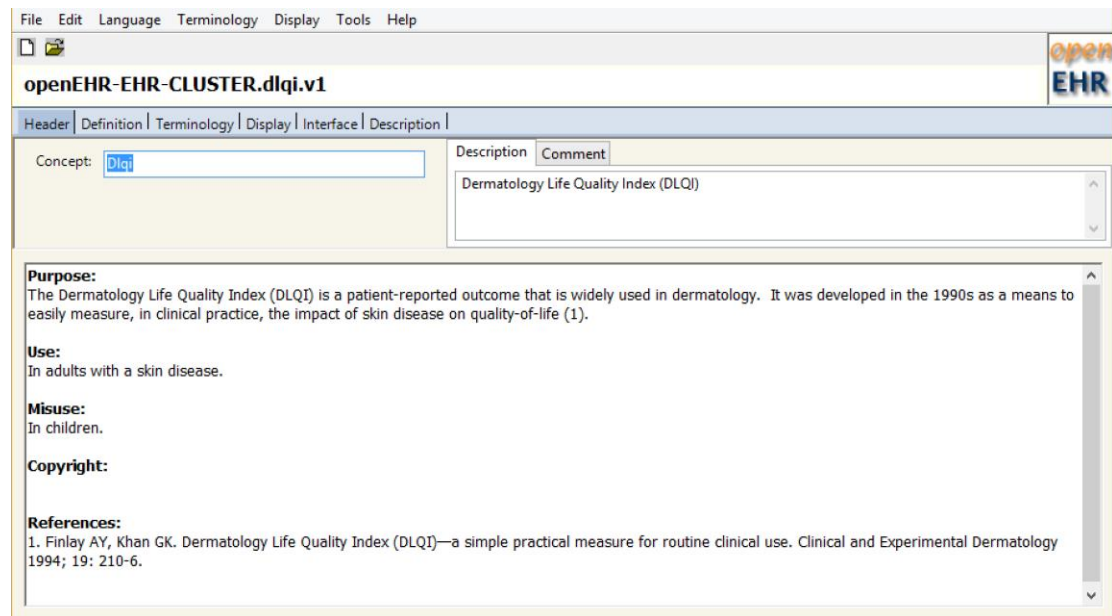 File Edit Language Terminology Display Tools Help
open
EHR
openEHR-EHR-CLUSTER.dlqi.v1
Header Definition Terminology Display Interface Description
Concept: Dlqi
Description Comment
Dermatology Life Quality Index (DLQI)
Purpose:
The Dermatology Life Quality Index (DLQI) is a patient-reported outcome that is widely used in dermatology. It was developed in the 1990s as a means to
easily measure, in clinical practice, the impact of skin disease on quality-of-life (1).
Use:
In adults with a skin disease.
Misuse:
In children.
Copyright:
References:
1. Finlay AY, Khan GK. Dermatology Life Quality Index (DLQI)—a simple practical measure for routine clinical use. Clinical and Experimental Dermatology
1994; 19: 210-6.